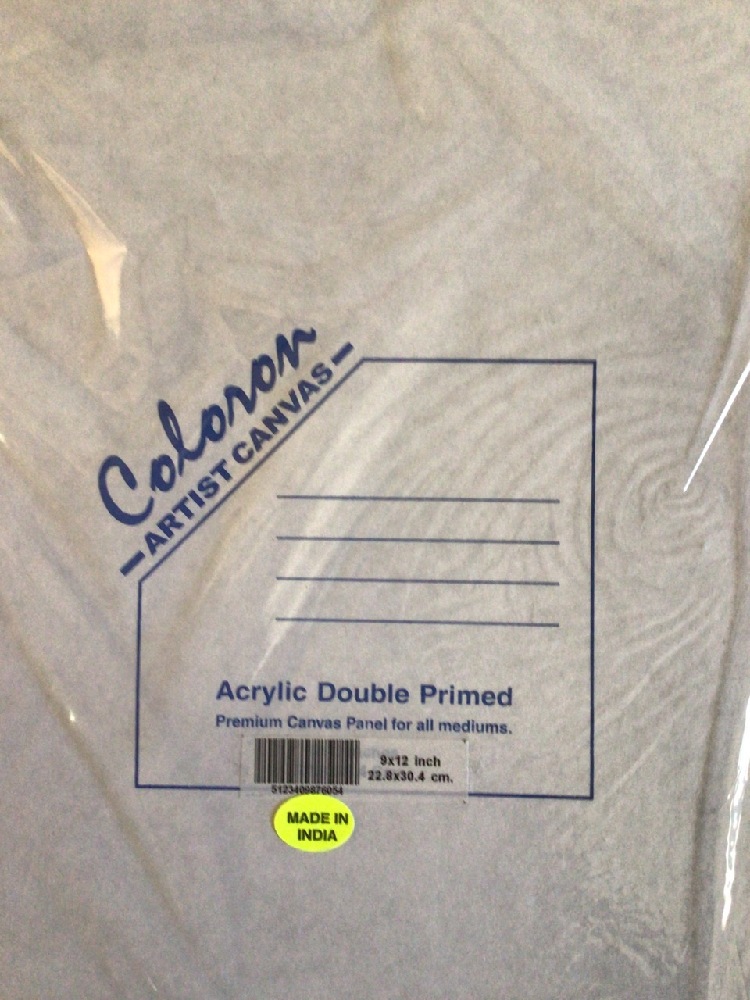 Coloron
ARTIST CANVAS
Acrylic Double Primed
Premium Canvas Panel for all mediums.
9x12 inch
22.8x30.4 cm.
MADE IN
INDIA